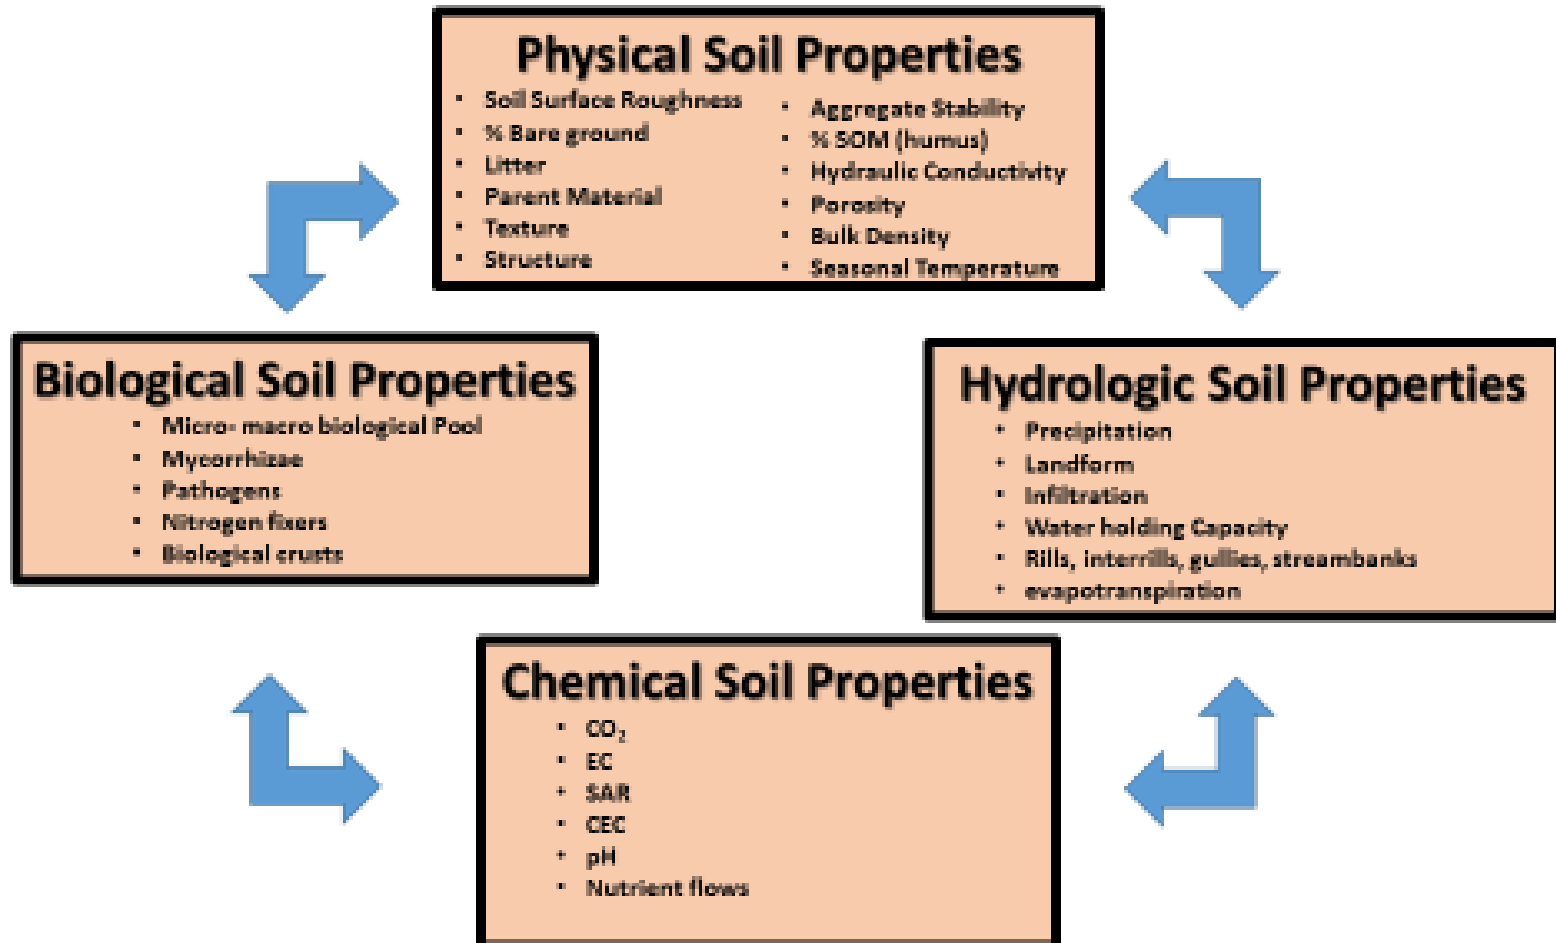 Physical Soil Properties
• Soil Surface Roughness
• % Bare ground
• Litter
• Parent Material
• Texture
• Structure
• Aggregate Stability
• % SOM (humus)
• Hydraulic Conductivity
• Porosity
• Bulk Density
• Seasonal Temperature
Biological Soil Properties
• Micro- macro biological Pool
• Mycorrhizae
• Pathogens
• Nitrogen fixers
• Biological crusts
Hydrologic Soil Properties
• Precipitation
• Landform
• Infiltration
• Water holding Capacity
• Rills, interrills, gullies, streambanks
• evapotranspiration
Chemical Soil Properties
• CO₂
• EC
• SAR
• CEC
• pH
• Nutrient flows